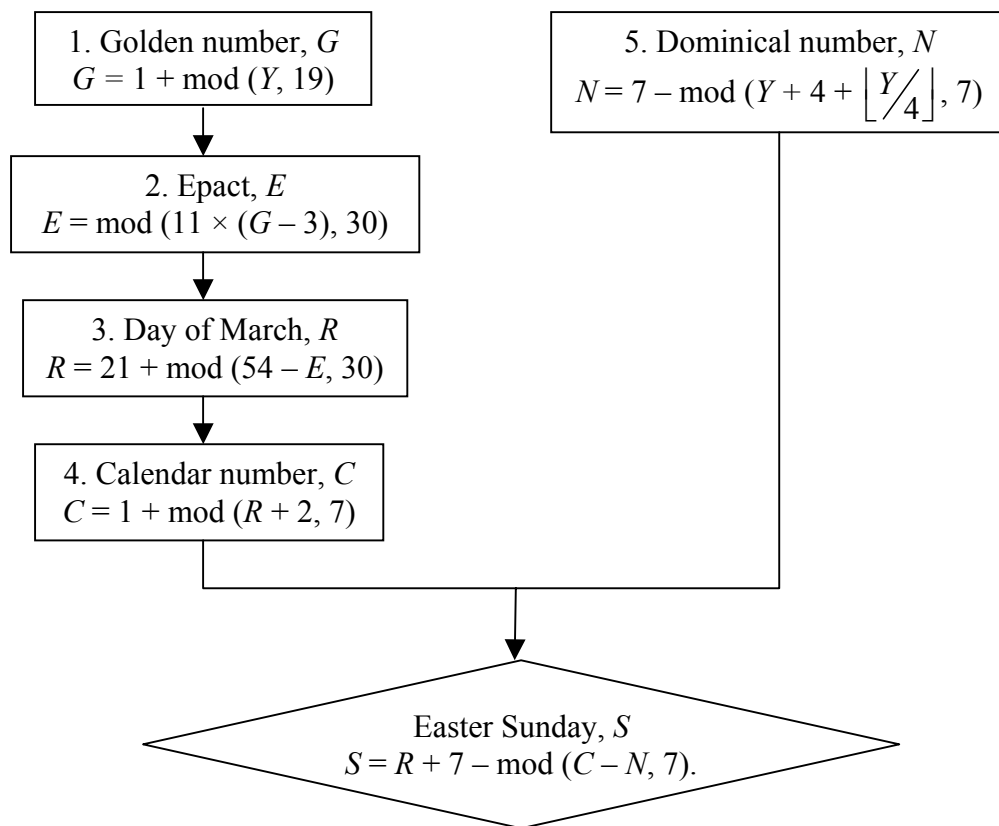 1. Golden number, G
G = 1 + mod (Y, 19)
2. Epact, E
E = mod (11 × (G – 3), 30)
3. Day of March, R
R = 21 + mod (54 – E, 30)
4. Calendar number, C
C = 1 + mod (R + 2, 7)
5. Dominical number, N
N = 7 – mod (Y + 4 + ⌊Y/4⌋, 7)
Easter Sunday, S
S = R + 7 – mod (C – N, 7).